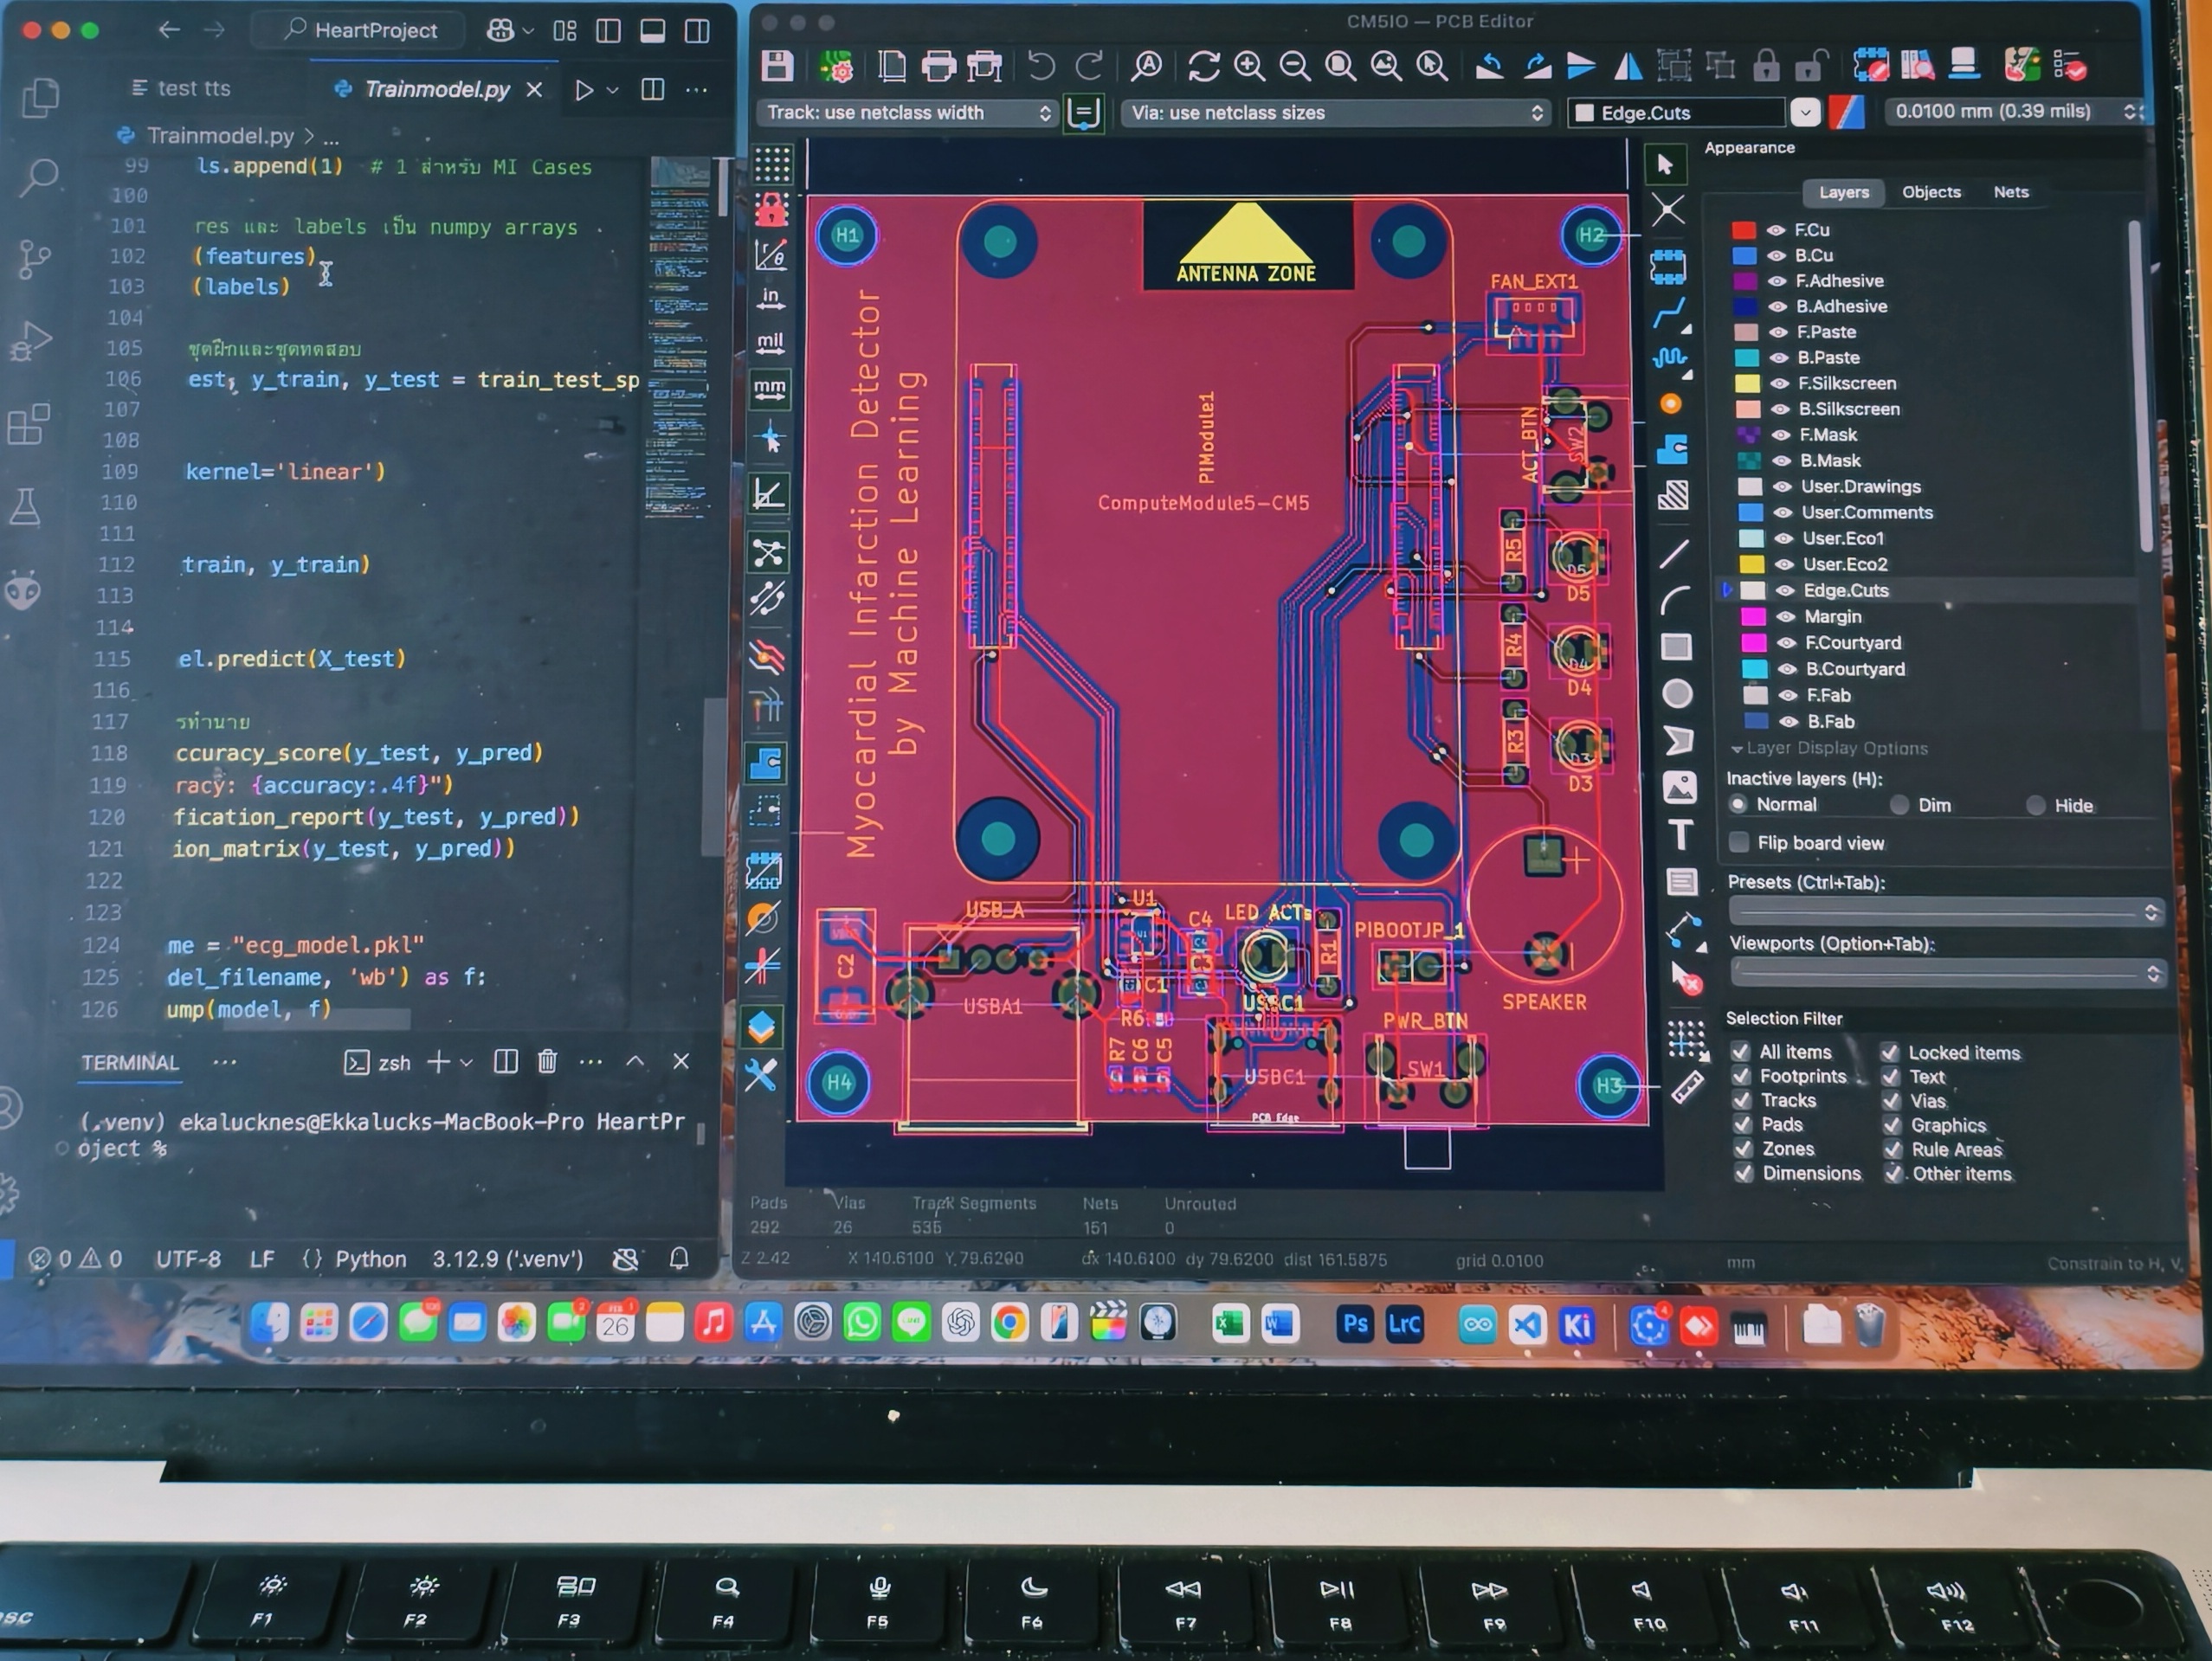 HeartProject
test tts
Trainmodel.py
Trainmodel.py > ...
99 ls.append(1) # 1 สำหรับ MI Cases
100
101 res และ labels เป็น numpy arrays
102 (features)
103 (labels)
104
105 ชุดฝึกและชุดทดสอบ
106 est, y_train, y_test = train_test_sp
107
108
109 kernel='linear')
110
111
112 train, y_train)
113
114
115 el.predict(X_test)
116
117 รทำนาย
118 ccuracy_score(y_test, y_pred)
119 racy: {accuracy:.4f}")
120 fication_report(y_test, y_pred))
121 ion_matrix(y_test, y_pred))
122
123
124 me = "ecg_model.pkl"
125 del_filename, 'wb') as f:
126 ump(model, f)
TERMINAL ... zsh
(.venv) ekalucknes@Ekkalucks-MacBook-Pro HeartPr
oject %
0 0 UTF-8 LF {} Python 3.12.9 ('.venv')
CM5IO — PCB Editor
Track: use netclass width
Via: use netclass sizes
Edge.Cuts
0.0100 mm (0.39 mils)
in
mil
mm
H1
H2
ANTENNA ZONE
FAN_EXT1
Myocardial Infarction Detector
by Machine Learning
PIModule1
ComputeModule5-CM5
ACT_BTN
SW2
R5
D5
D5
R4
D4
D4
R3
D3
D3
USB_A
U1
C4
LED ACTs
PIBOOTJP_1
C2
USBA1
C1
R1
USBC1
SPEAKER
R6
PWR_BTN
R7
C6
C5
USBC1
SW1
H4
H3
PCB Edge
Appearance
Layers Objects Nets
F.Cu
B.Cu
F.Adhesive
B.Adhesive
F.Paste
B.Paste
F.Silkscreen
B.Silkscreen
F.Mask
B.Mask
User.Drawings
User.Comments
User.Eco1
User.Eco2
Edge.Cuts
Margin
F.Courtyard
B.Courtyard
F.Fab
B.Fab
Layer Display Options
Inactive layers (H):
Normal Dim Hide
Flip board view
Presets (Ctrl+Tab):
Viewports (Option+Tab):
Selection Filter
All items Locked items
Footprints Text
Tracks Vias
Pads Graphics
Zones Rule Areas
Dimensions Other items
Pads Vias Track Segments Nets Unrouted
292 26 535 151 0
Z 2.42 X 140.6100 Y 79.6200 dx 140.6100 dy 79.6200 dist 161.5875 grid 0.0100 mm Constrain to H, V,
FEB
26
Ps
LrC
Ki
F1
F2
F3
F4
F5
F6
F7
F8
F9
F10
F11
F12